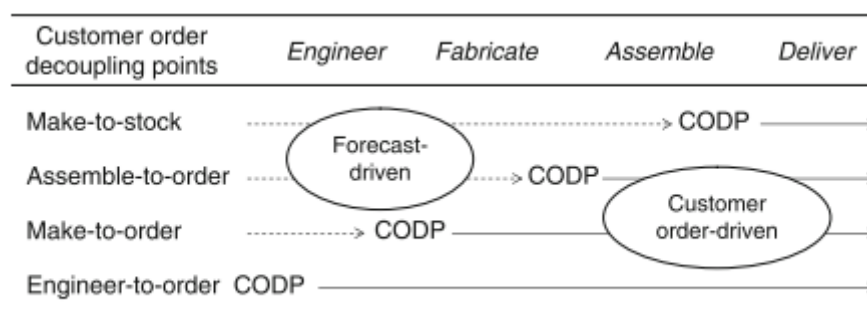 Customer order
decoupling points
Engineer Fabricate Assemble Deliver
Make-to-stock CODP
Forecast-
driven
Assemble-to-order CODP
Customer
order-driven
Make-to-order CODP
Engineer-to-order CODP